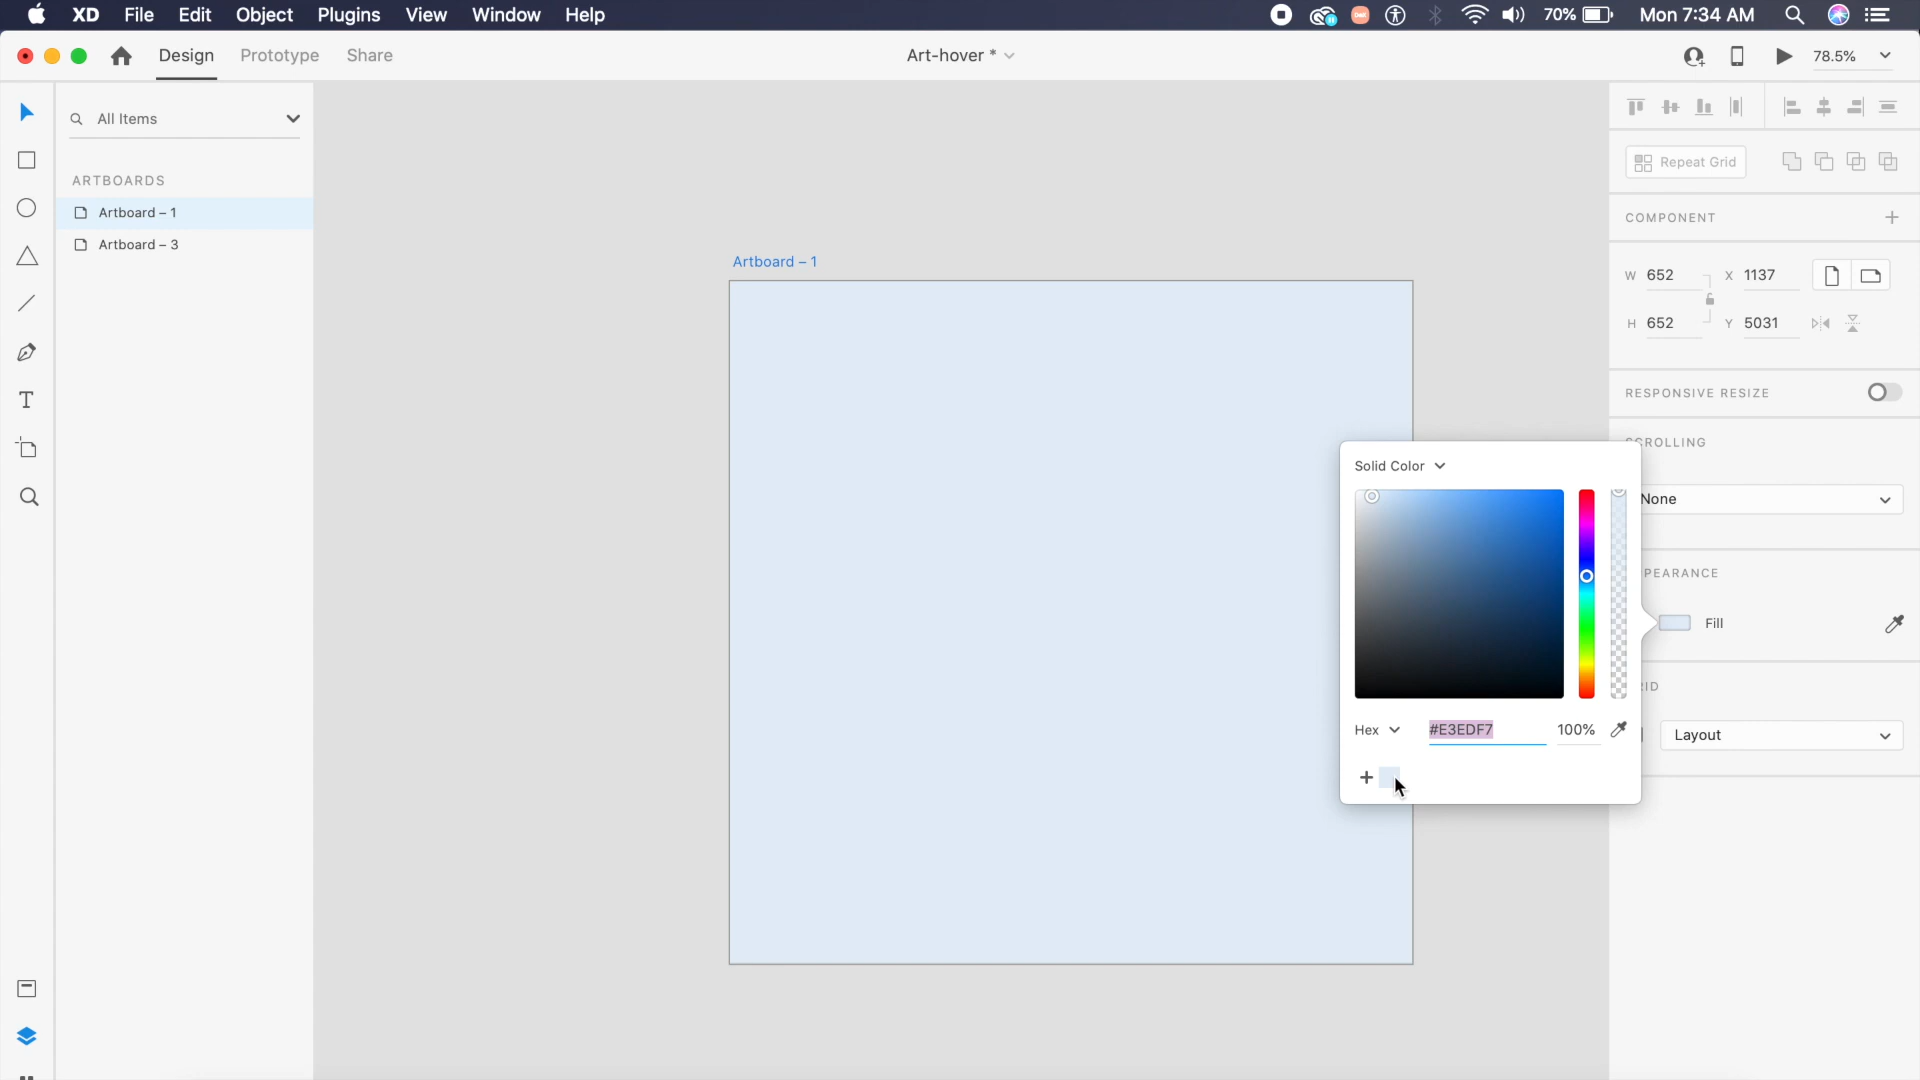 XD File Edit Object Plugins View Window Help 70% Mon 7:34 AM
Design Prototype Share Art-hover * 78.5%
All Items
ARTBOARDS
Artboard – 1
Artboard – 3
Artboard – 1
Repeat Grid
COMPONENT
W 652 X 1137
H 652 Y 5031
RESPONSIVE RESIZE
SCROLLING
None
PEARANCE
Fill
RID
Layout
Solid Color
Hex #E3EDF7 100%